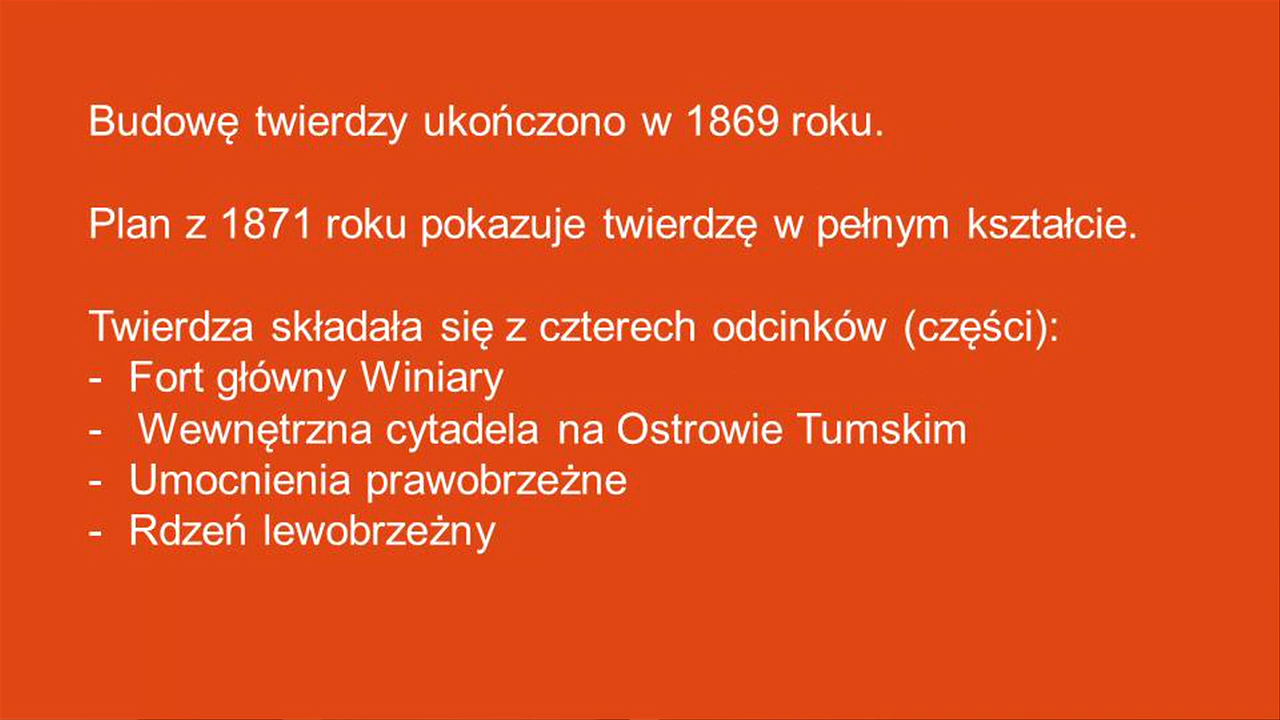 Budowę twierdzy ukończono w 1869 roku.
Plan z 1871 roku pokazuje twierdzę w pełnym kształcie.
Twierdza składała się z czterech odcinków (części):
- Fort główny Winiary
- Wewnętrzna cytadela na Ostrowie Tumskim
- Umocnienia prawobrzeżne
- Rdzeń lewobrzeżny